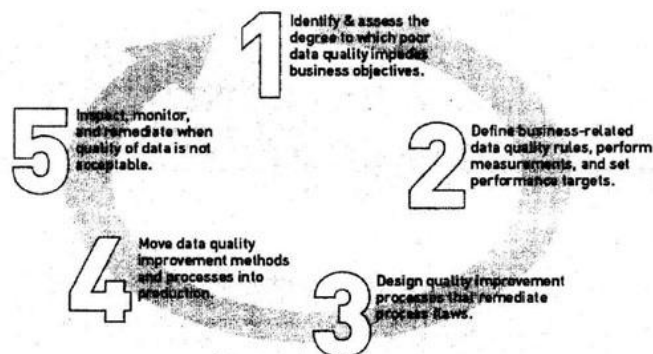 1
Identify & assess the
degree to which poor
data quality impedes
business objectives.
2
Define business-related
data quality rules, perform
measurements, and set
performance targets.
3
Design quality improvement
processes that remediate
process flaws.
4
Move data quality
improvement methods
and processes into
production.
5
Inspect, monitor,
and remediate when
quality of data is not
acceptable.